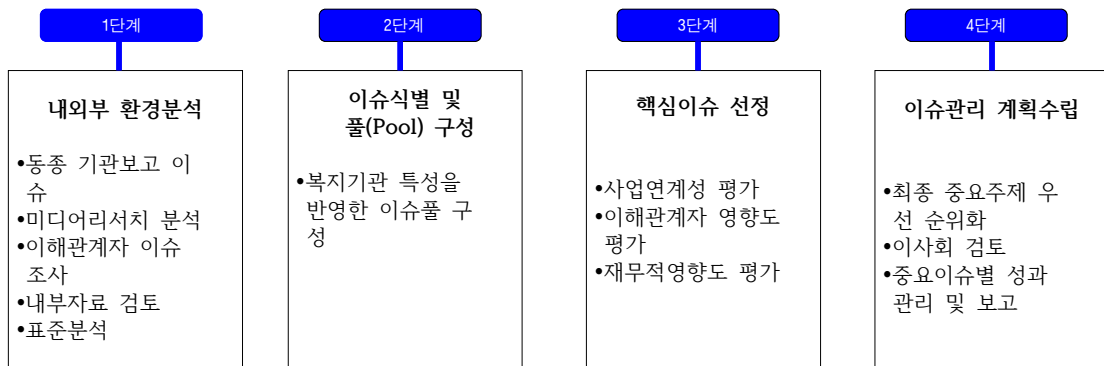 1단계
내외부 환경분석
•동종 기관보고 이
슈
•미디어리서치 분석
•이해관계자 이슈
조사
•내부자료 검토
•표준분석
2단계
이슈식별 및
풀(Pool) 구성
•복지기관 특성을
반영한 이슈풀 구
성
3단계
핵심이슈 선정
•사업연계성 평가
•이해관계자 영향도
평가
•재무적영향도 평가
4단계
이슈관리 계획수립
•최종 중요주제 우
선 순위화
•이사회 검토
•중요이슈별 성과
관리 및 보고